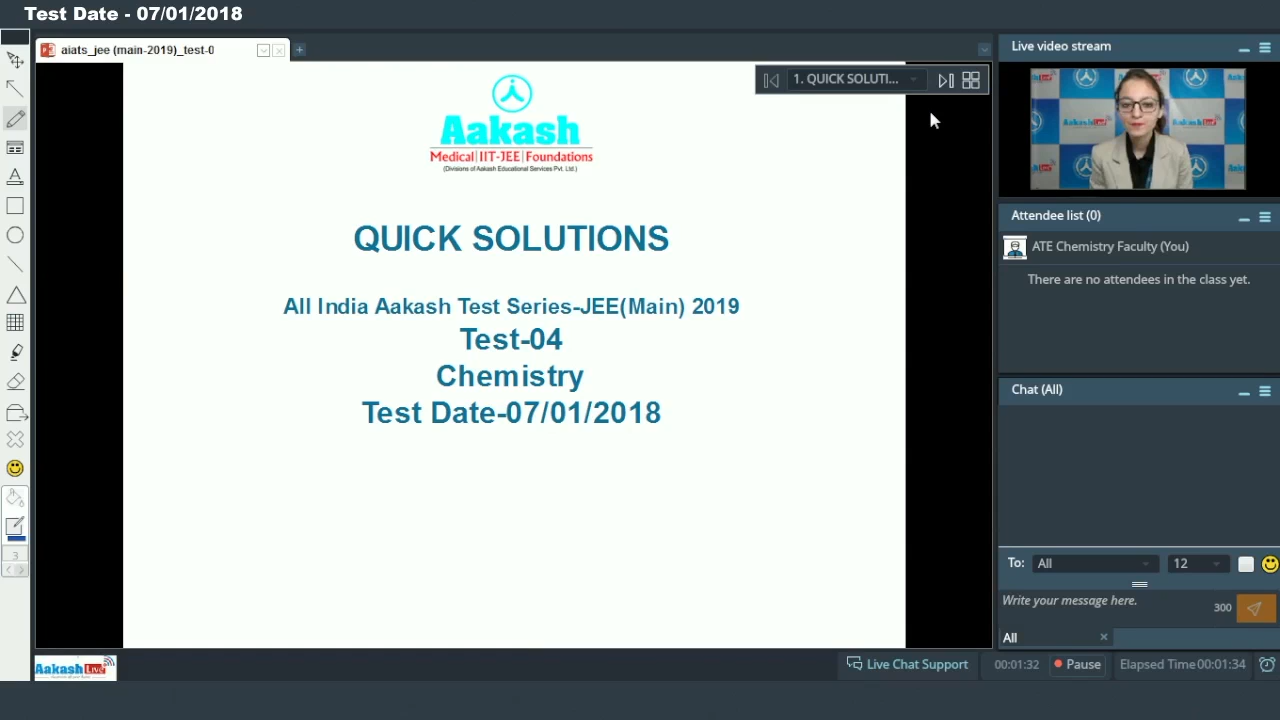 Test Date - 07/01/2018
aiats_jee (main-2019)_test-0
1. QUICK SOLUTI...
Aakash
Medical|IIT-JEE|Foundations
(Divisions of Aakash Educational Services Pvt. Ltd.)
QUICK SOLUTIONS
All India Aakash Test Series-JEE(Main) 2019
Test-04
Chemistry
Test Date-07/01/2018
3
Live video stream
Aakash Live
Attendee list (0)
ATE Chemistry Faculty (You)
There are no attendees in the class yet.
Chat (All)
To: All 12
Write your message here.
300
All
Aakash Live
Live Chat Support
00:01:32
Pause
Elapsed Time 00:01:34